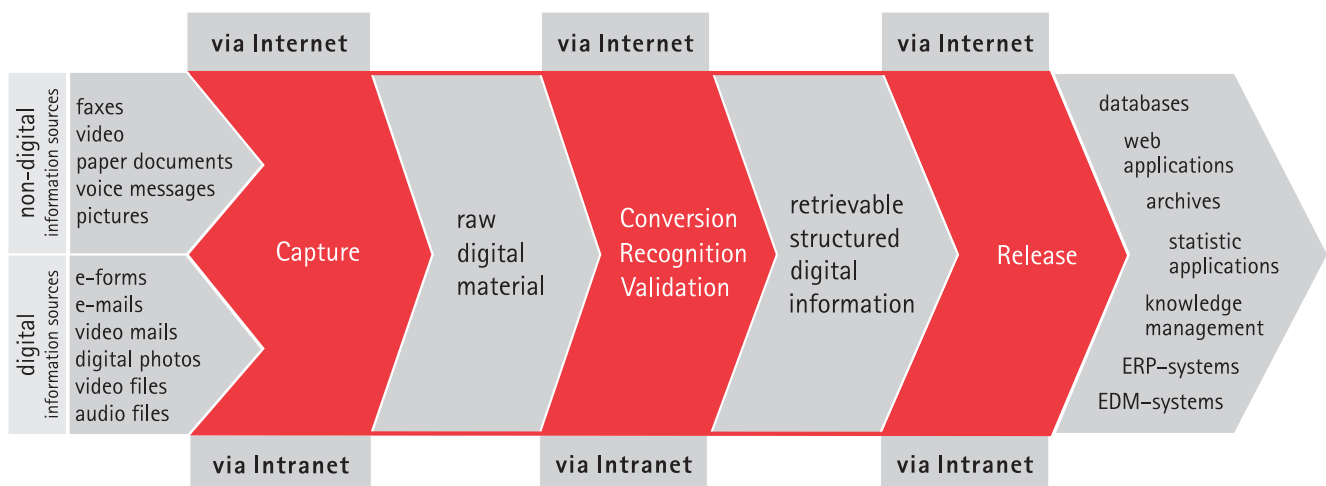 via Internet
via Internet
via Internet
non-digital
information sources
faxes
video
paper documents
voice messages
pictures
digital
information sources
e-forms
e-mails
video mails
digital photos
video files
audio files
Capture
raw
digital
material
Conversion
Recognition
Validation
retrievable
structured
digital
information
Release
databases
web
applications
archives
statistic
applications
knowledge
management
ERP–systems
EDM–systems
via Intranet
via Intranet
via Intranet